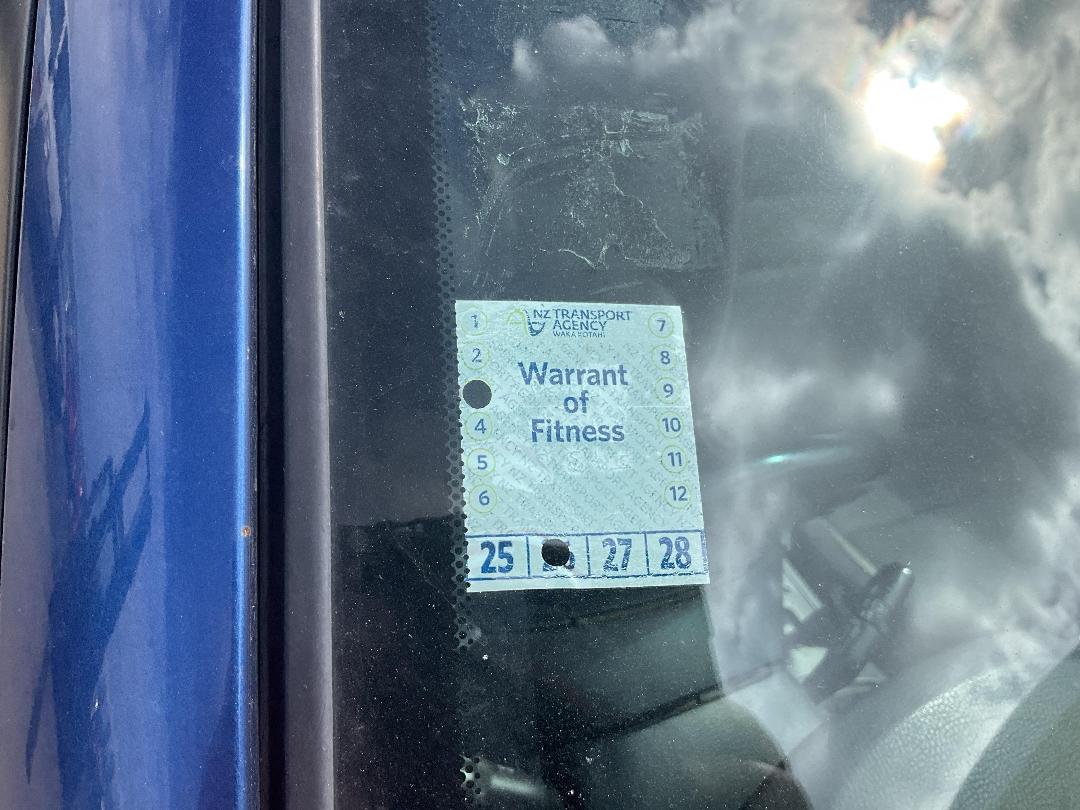 NZ TRANSPORT
AGENCY
WAKA KOTAHI
Warrant
of
Fitness
1
2
4
5
6
7
8
9
10
11
12
25 27 28